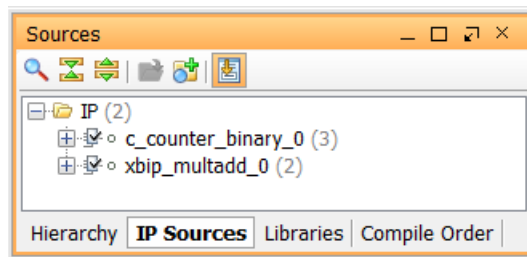 Sources
IP (2)
c_counter_binary_0 (3)
xbip_multadd_0 (2)
Hierarchy IP Sources Libraries Compile Order